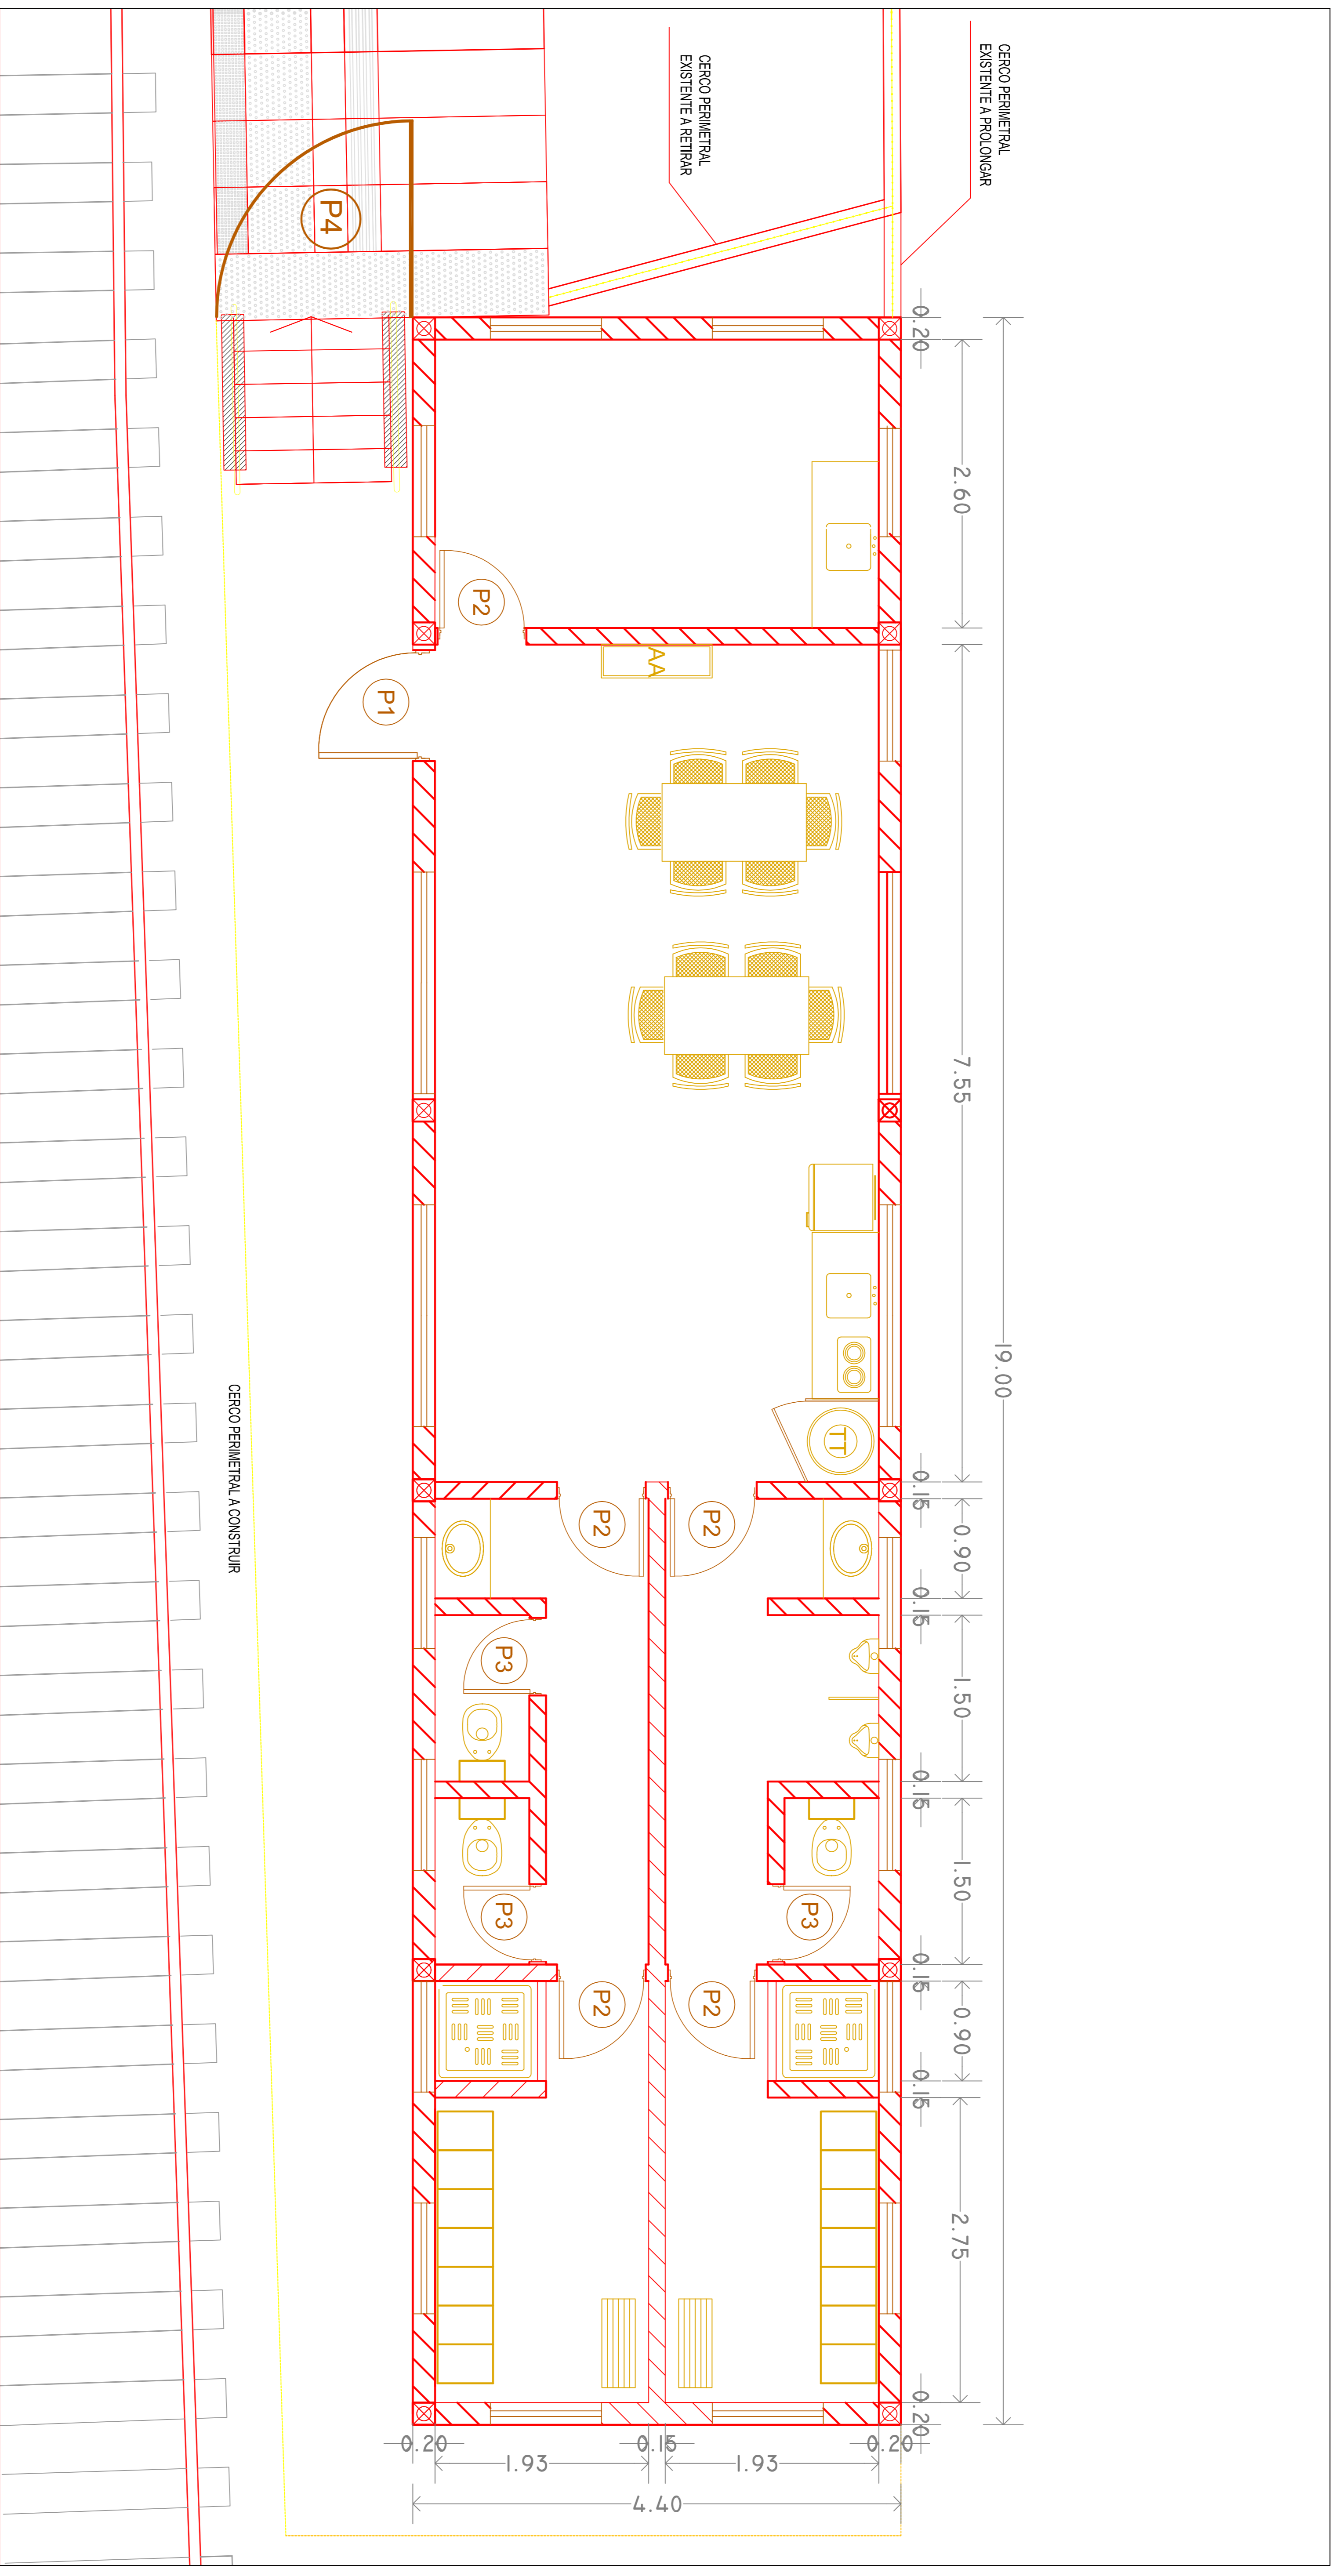 CERCO PERIMETRAL
EXISTENTE A PROLONGAR
CERCO PERIMETRAL
EXISTENTE A RETIRAR
P4
0.20
2.60
P2
P1
AA
7.55
19.00
TT
CERCO PERIMETRAL A CONSTRUIR
0.15
0.90
P2
P2
0.15
1.50
P3
0.15
1.50
P3
P3
0.15
0.90
P2
P2
0.15
2.75
0.20
0.20
0.15
0.20
1.93
1.93
4.40